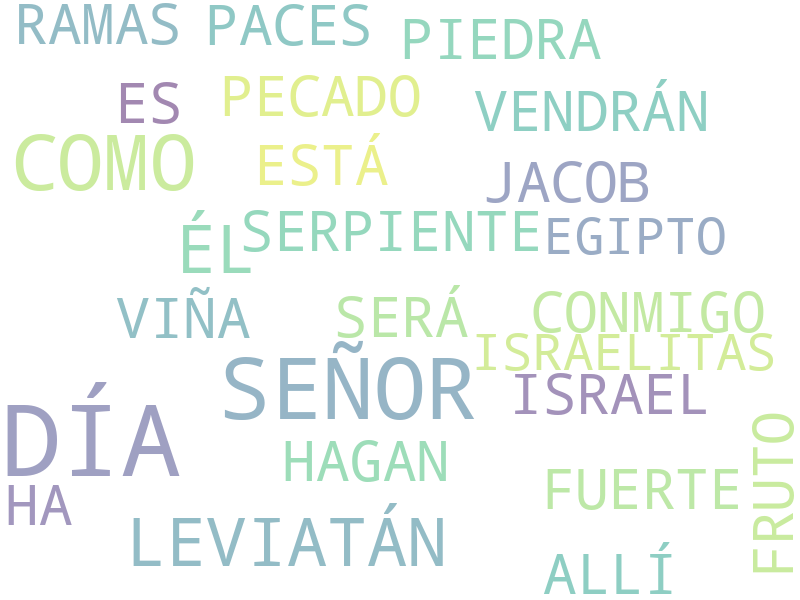 RAMAS PACES PIEDRA
ES PECADO VENDRÁN
COMO ESTÁ JACOB
ÉL SERPIENTE EGIPTO
VIÑA SERÁ CONMIGO
ISRAELITAS
SEÑOR ISRAEL
DÍA HAGAN FRUTO
HA FUERTE
LEVIATÁN ALLÍ